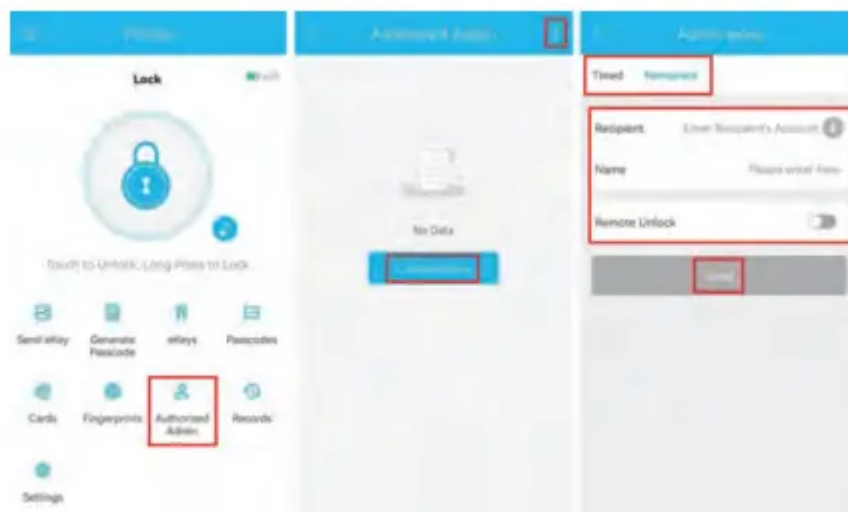 Lock
Touch to Unlock, Long Press to Lock
Send eKey
Generate
Passcode
eKeys
Passcodes
Cards
Fingerprints
Authorized
Admin
Records
Settings
No Data
Timed Permanent
Recipient Enter Recipient's Account
Name Please enter here
Remote Unlock